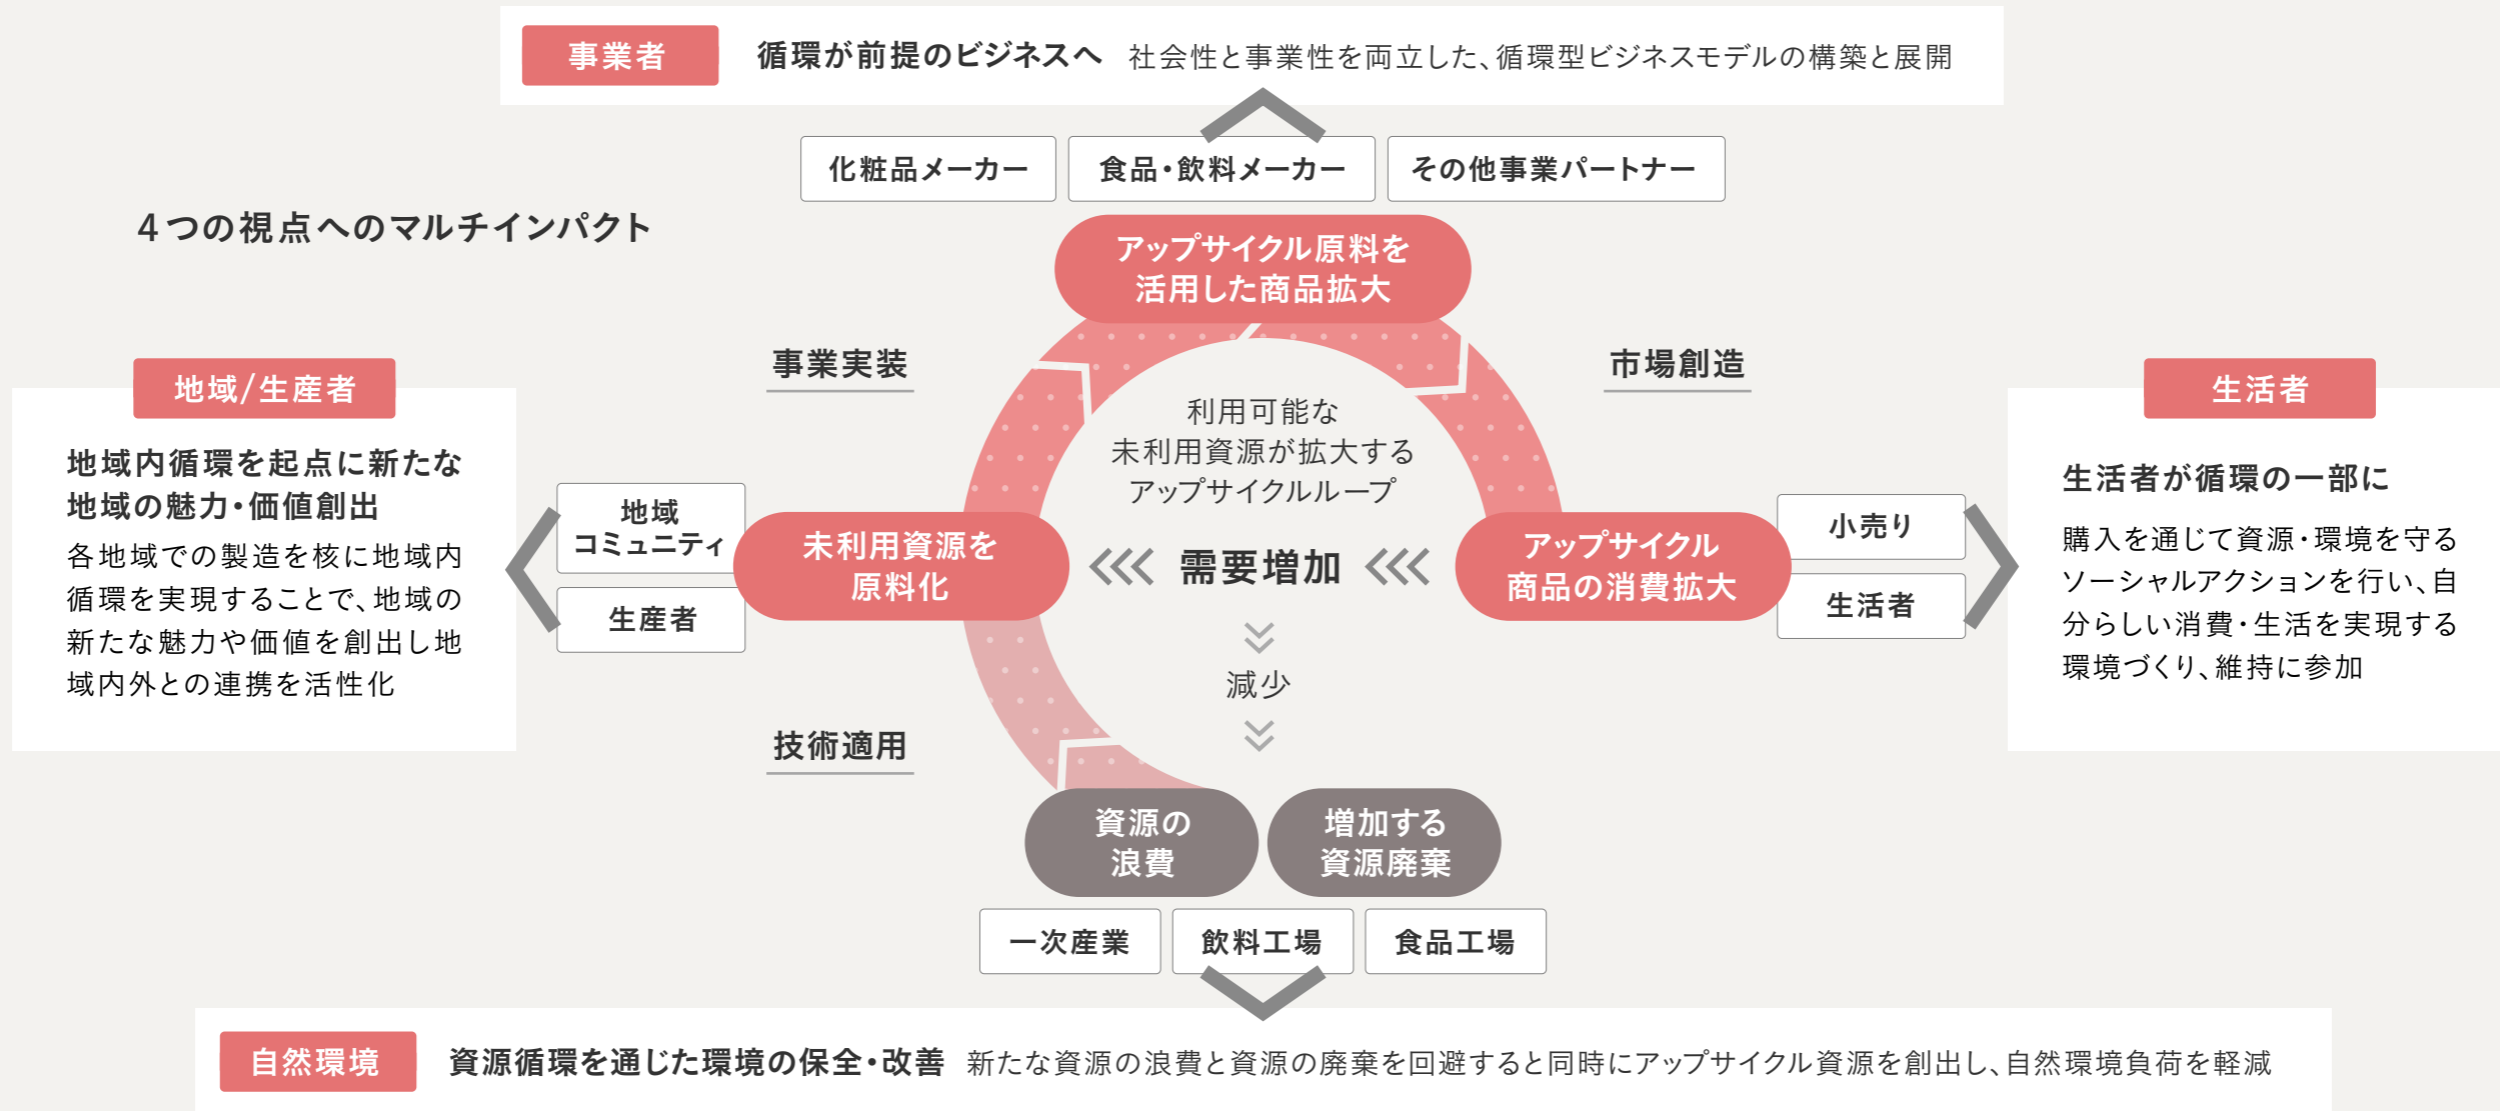 事業者
循環が前提のビジネスへ 社会性と事業性を両立した、循環型ビジネスモデルの構築と展開
化粧品メーカー
食品・飲料メーカー
その他事業パートナー
4つの視点へのマルチインパクト
アップサイクル原料を
活用した商品拡大
事業実装
市場創造
地域/生産者
地域内循環を起点に新たな
地域の魅力・価値創出
各地域での製造を核に地域内
循環を実現することで、地域の
新たな魅力や価値を創出し地
域内外との連携を活性化
地域
コミュニティ
生産者
未利用資源を
原料化
利用可能な
未利用資源が拡大する
アップサイクルループ
需要増加
減少
アップサイクル
商品の消費拡大
小売り
生活者
生活者
生活者が循環の一部に
購入を通じて資源・環境を守る
ソーシャルアクションを行い、自
分らしい消費・生活を実現する
環境づくり、維持に参加
技術適用
資源の
浪費
増加する
資源廃棄
一次産業
飲料工場
食品工場
自然環境
資源循環を通じた環境の保全・改善 新たな資源の浪費と資源の廃棄を回避すると同時にアップサイクル資源を創出し、自然環境負荷を軽減